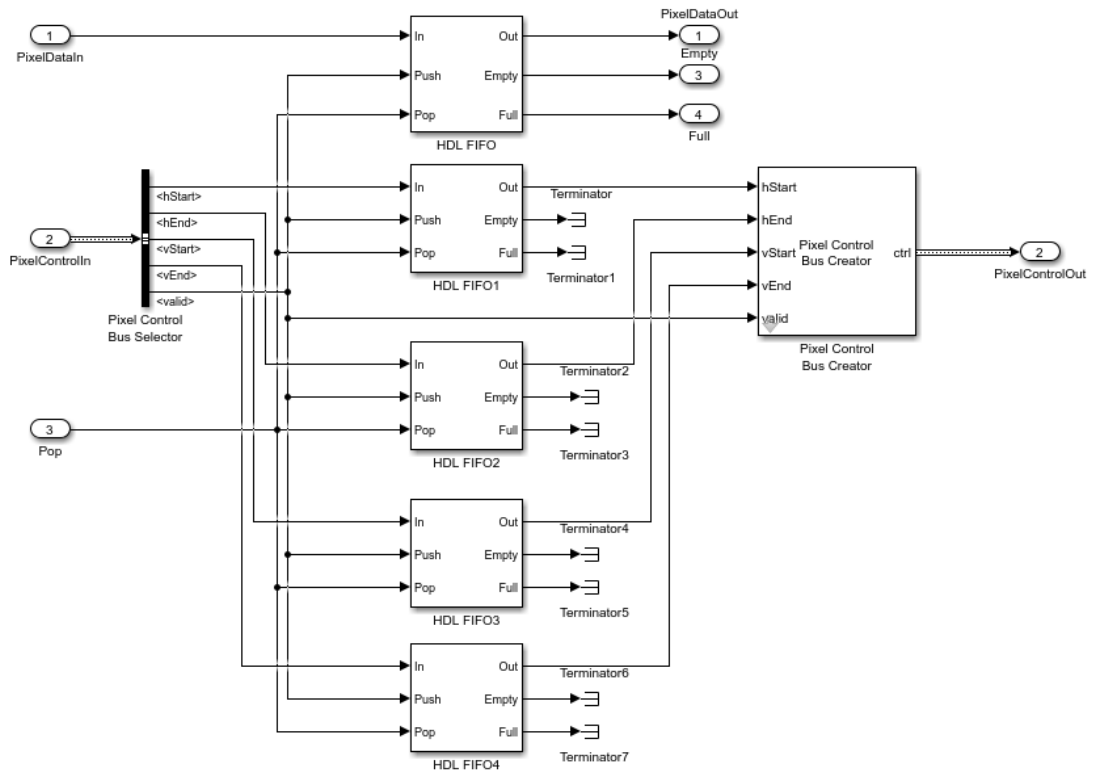 1
PixelDataIn
In
Out
Push
Empty
Pop
Full
HDL FIFO
PixelDataOut
1
Empty
3
4
Full
2
PixelControlIn
<hStart>
<hEnd>
<vStart>
<vEnd>
<valid>
Pixel Control
Bus Selector
In
Out
Push
Empty
Pop
Full
HDL FIFO1
Terminator
Terminator1
hStart
hEnd
vStart
vEnd
valid
Pixel Control
Bus Creator
ctrl
Pixel Control
Bus Creator
2
PixelControlOut
3
Pop
In
Out
Push
Empty
Pop
Full
HDL FIFO2
Terminator2
Terminator3
In
Out
Push
Empty
Pop
Full
HDL FIFO3
Terminator4
Terminator5
In
Out
Push
Empty
Pop
Full
HDL FIFO4
Terminator6
Terminator7